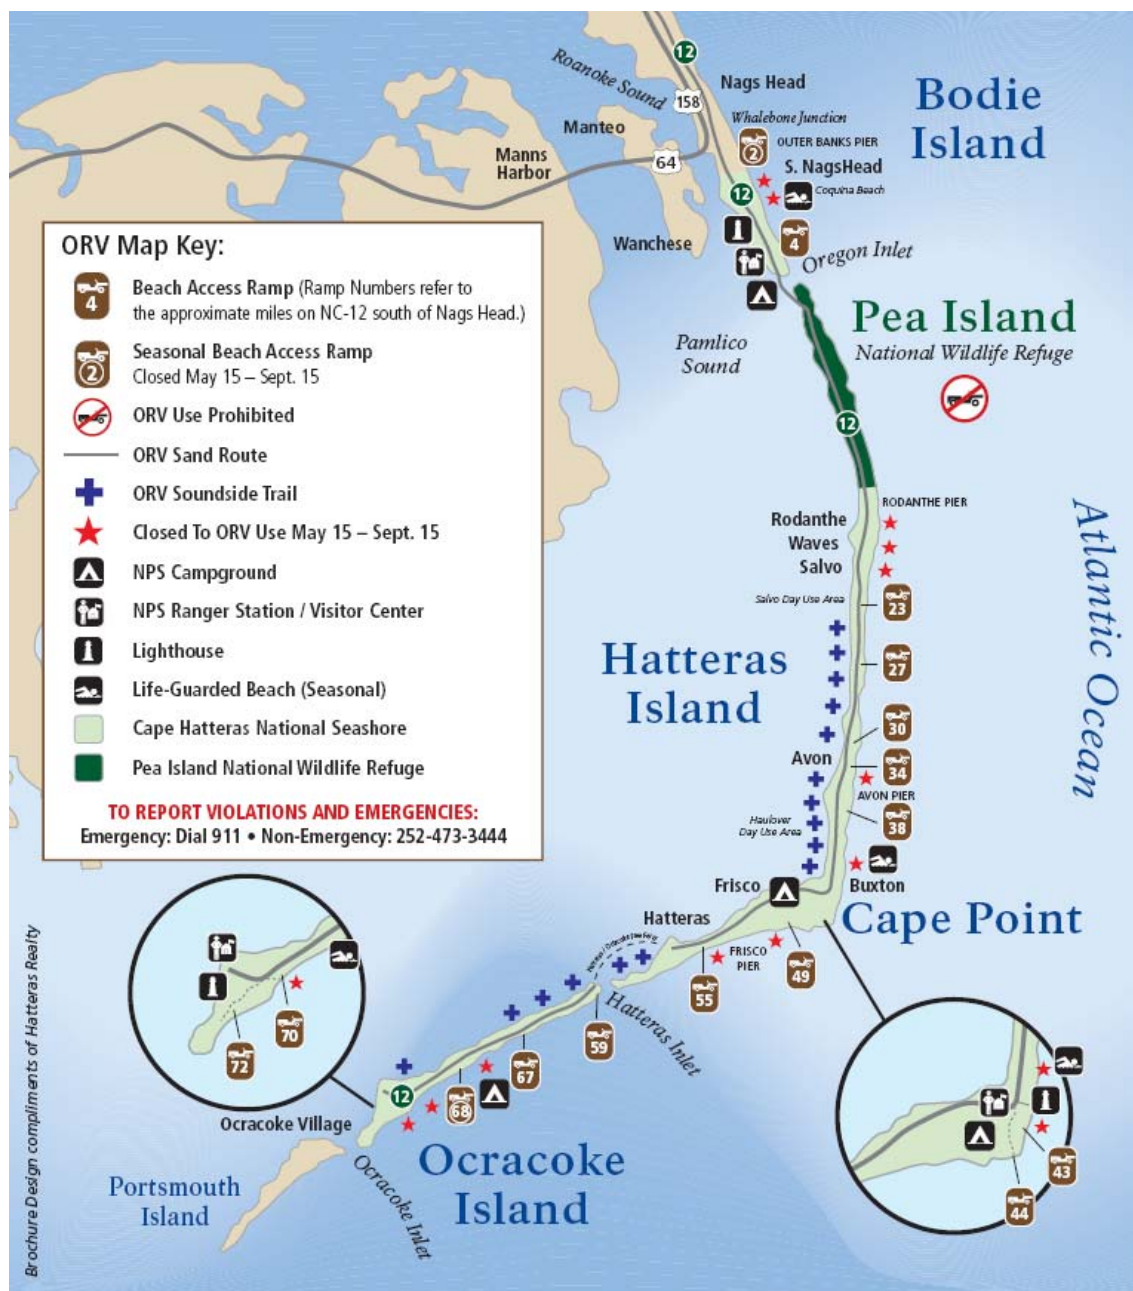 12
Roanoke Sound
Nags Head
158
Bodie
Island
Whalebone Junction
Manteo
2
OUTER BANKS PIER
Manns
Harbor
64
S. NagsHead
12
Coquina Beach
Wanchese
4
Oregon Inlet
ORV Map Key:
4
Beach Access Ramp (Ramp Numbers refer to
the approximate miles on NC-12 south of Nags Head.)
2
Seasonal Beach Access Ramp
Closed May 15 – Sept. 15
ORV Use Prohibited
ORV Sand Route
ORV Soundside Trail
Closed To ORV Use May 15 – Sept. 15
NPS Campground
NPS Ranger Station / Visitor Center
Lighthouse
Life-Guarded Beach (Seasonal)
Cape Hatteras National Seashore
Pea Island National Wildlife Refuge
TO REPORT VIOLATIONS AND EMERGENCIES:
Emergency: Dial 911 • Non-Emergency: 252-473-3444
Pea Island
National Wildlife Refuge
Pamlico
Sound
12
RODANTHE PIER
Rodanthe
Waves
Salvo
Atlantic Ocean
Salvo Day Use Area
23
Hatteras
Island
27
30
Avon
34
AVON PIER
Haulover
Day Use Area
38
Frisco
Buxton
Cape Point
Hatteras
FRISCO
PIER
49
55
Hatteras Inlet
59
67
68
12
70
72
Ocracoke Village
Ocracoke
Island
Ocracoke Inlet
Portsmouth
Island
43
44
Brochure Design compliments of Hatteras Realty